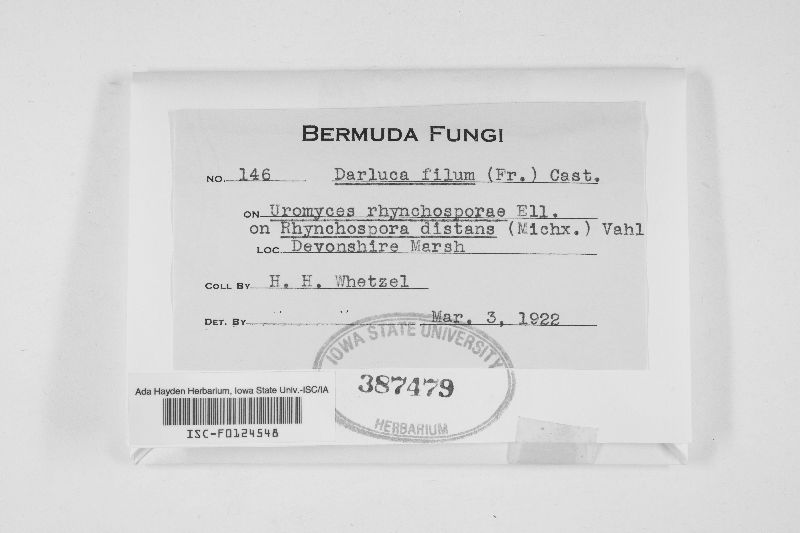 BERMUDA FUNGI
NO. 146 Darluca filum (Fr.) Cast.
ON Uromyces rhynchosporae Ell.
on Rhynchospora distans (Michx.) Vahl
LOC Devonshire Marsh
COLL BY H. H. Whetzel
DET. BY " " Mar. 3, 1922
IOWA STATE UNIVERSITY
387479
HERBARIUM
Ada Hayden Herbarium, Iowa State Univ.-ISC/IA
ISC-F0124548